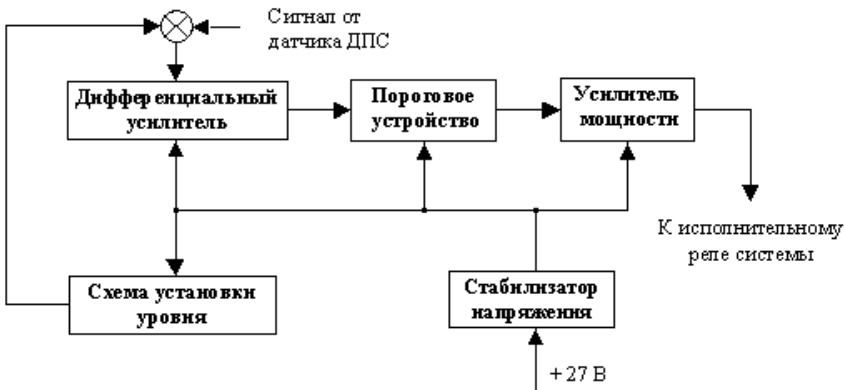 Сигнал от
датчика ДПС
Дифференциальный
усилитель
Пороговое
устройство
Усилитель
мощности
К исполнительному
реле системы
Схема установки
уровня
Стабилизатор
напряжения
+27 В